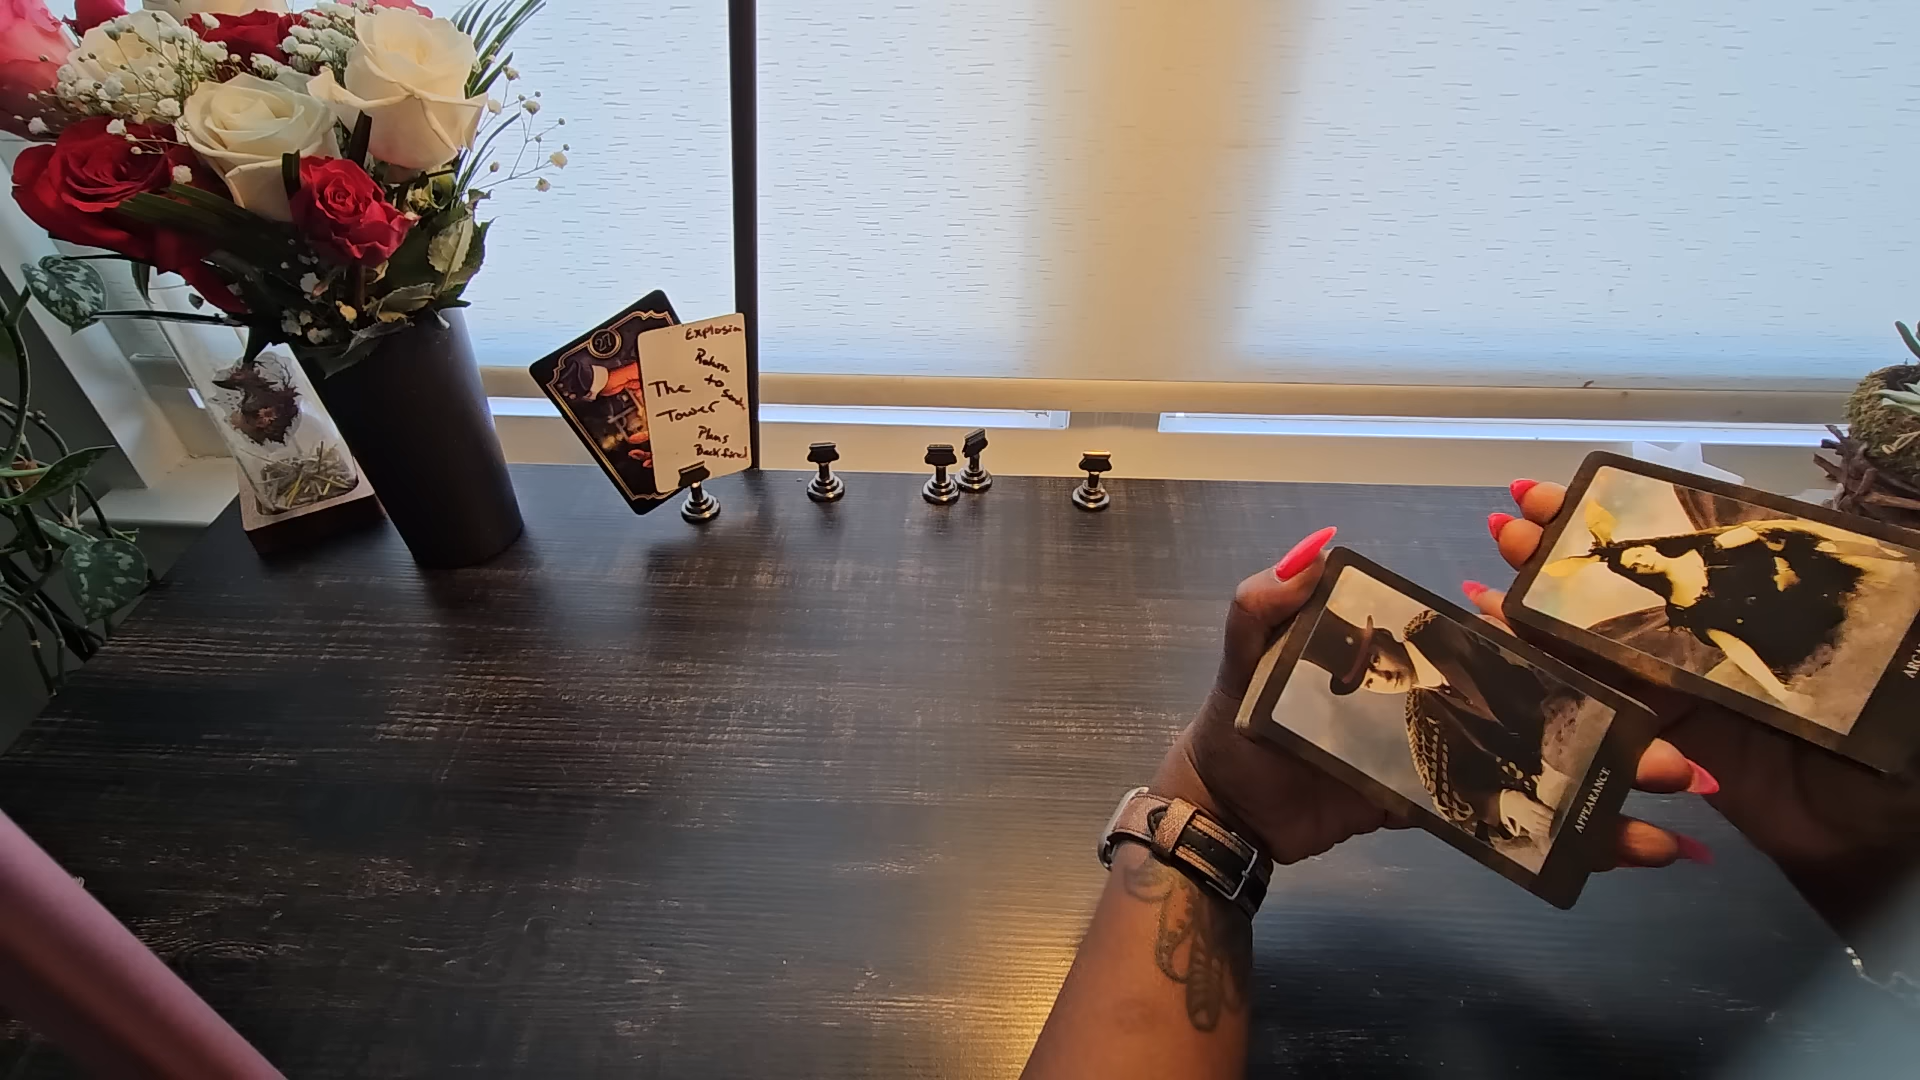 27
Explosion
Return
to
The
Tower
Plans
Backfired
APPEARANCE